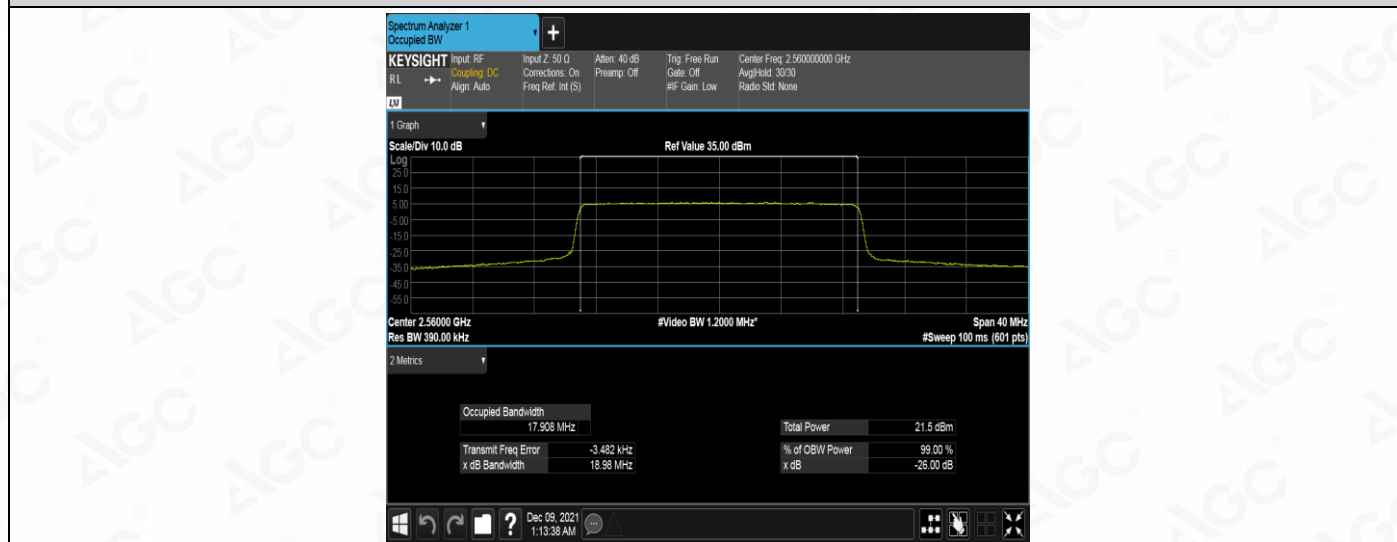 Spectrum Analyzer 1
Occupied BW
+
KEYSIGHT
RL
LXI
Input: RF
Coupling: DC
Align: Auto
Input Z: 50 Ω
Corrections: On
Freq Ref: Int (S)
Atten: 40 dB
Preamp: Off
Trig: Free Run
Gate: Off
#IF Gain: Low
Center Freq: 2.560000000 GHz
Avg|Hold: 30/30
Radio Std: None
1 Graph
Scale/Div 10.0 dB
Ref Value 35.00 dBm
Log
25.0
15.0
5.00
-5.00
-15.0
-25.0
-35.0
-45.0
-55.0
Center 2.56000 GHz
#Video BW 1.2000 MHz*
Span 40 MHz
Res BW 390.00 kHz
#Sweep 100 ms (601 pts)
2 Metrics
Occupied Bandwidth
17.908 MHz
Total Power 21.5 dBm
Transmit Freq Error -3.482 kHz
% of OBW Power 99.00 %
x dB Bandwidth 18.98 MHz
x dB -26.00 dB
?
Dec 09, 2021
1:13:38 AM
AGC